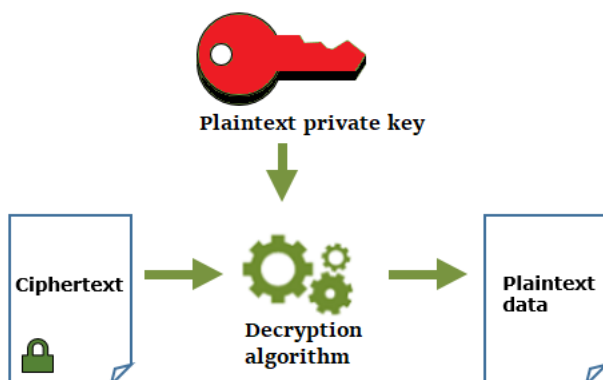 Plaintext private key
Ciphertext
Decryption
algorithm
Plaintext
data